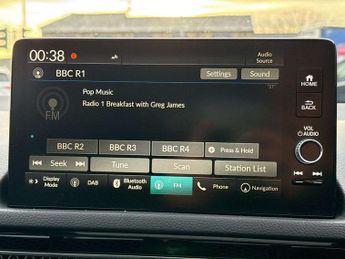 00:38
Audio Source
BBC R1
Settings
Sound
HOME
Pop Music
Radio 1 Breakfast with Greg James
FM
BACK
VOL
AUDIO
BBC R2
BBC R3
BBC R4
Press & Hold
Seek
Tune
Scan
Station List
Display Mode
DAB
Bluetooth Audio
FM
Phone
Navigation